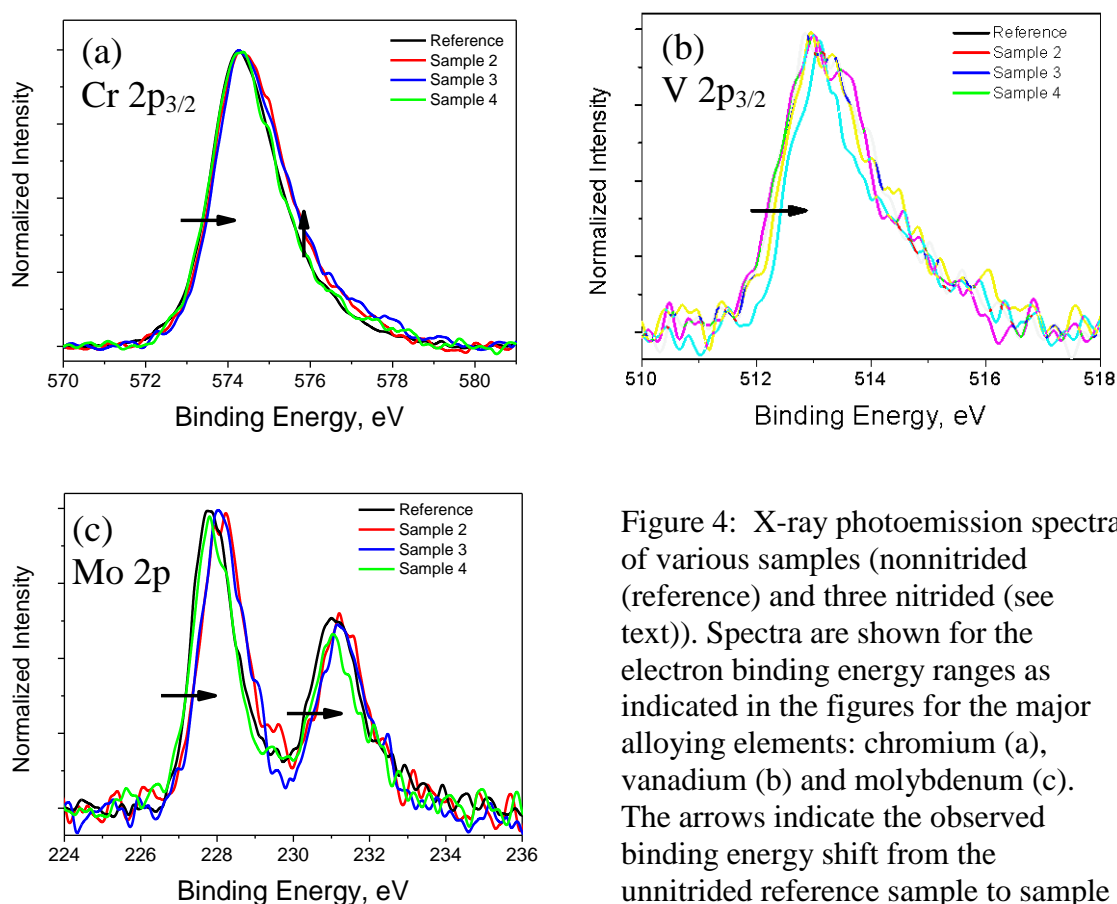 (a)
Cr 2p3/2
Reference
Sample 2
Sample 3
Sample 4
Normalized Intensity
570 572 574 576 578 580
Binding Energy, eV
(b)
V 2p3/2
Reference
Sample 2
Sample 3
Sample 4
Normalized Intensity
510 512 514 516 518
Binding Energy, eV
(c)
Mo 2p
Reference
Sample 2
Sample 3
Sample 4
Normalized Intensity
224 226 228 230 232 234 236
Binding Energy, eV
Figure 4: X-ray photoemission spectra
of various samples (nonnitrided
(reference) and three nitrided (see
text)). Spectra are shown for the
electron binding energy ranges as
indicated in the figures for the major
alloying elements: chromium (a),
vanadium (b) and molybdenum (c).
The arrows indicate the observed
binding energy shift from the
unnitrided reference sample to sample